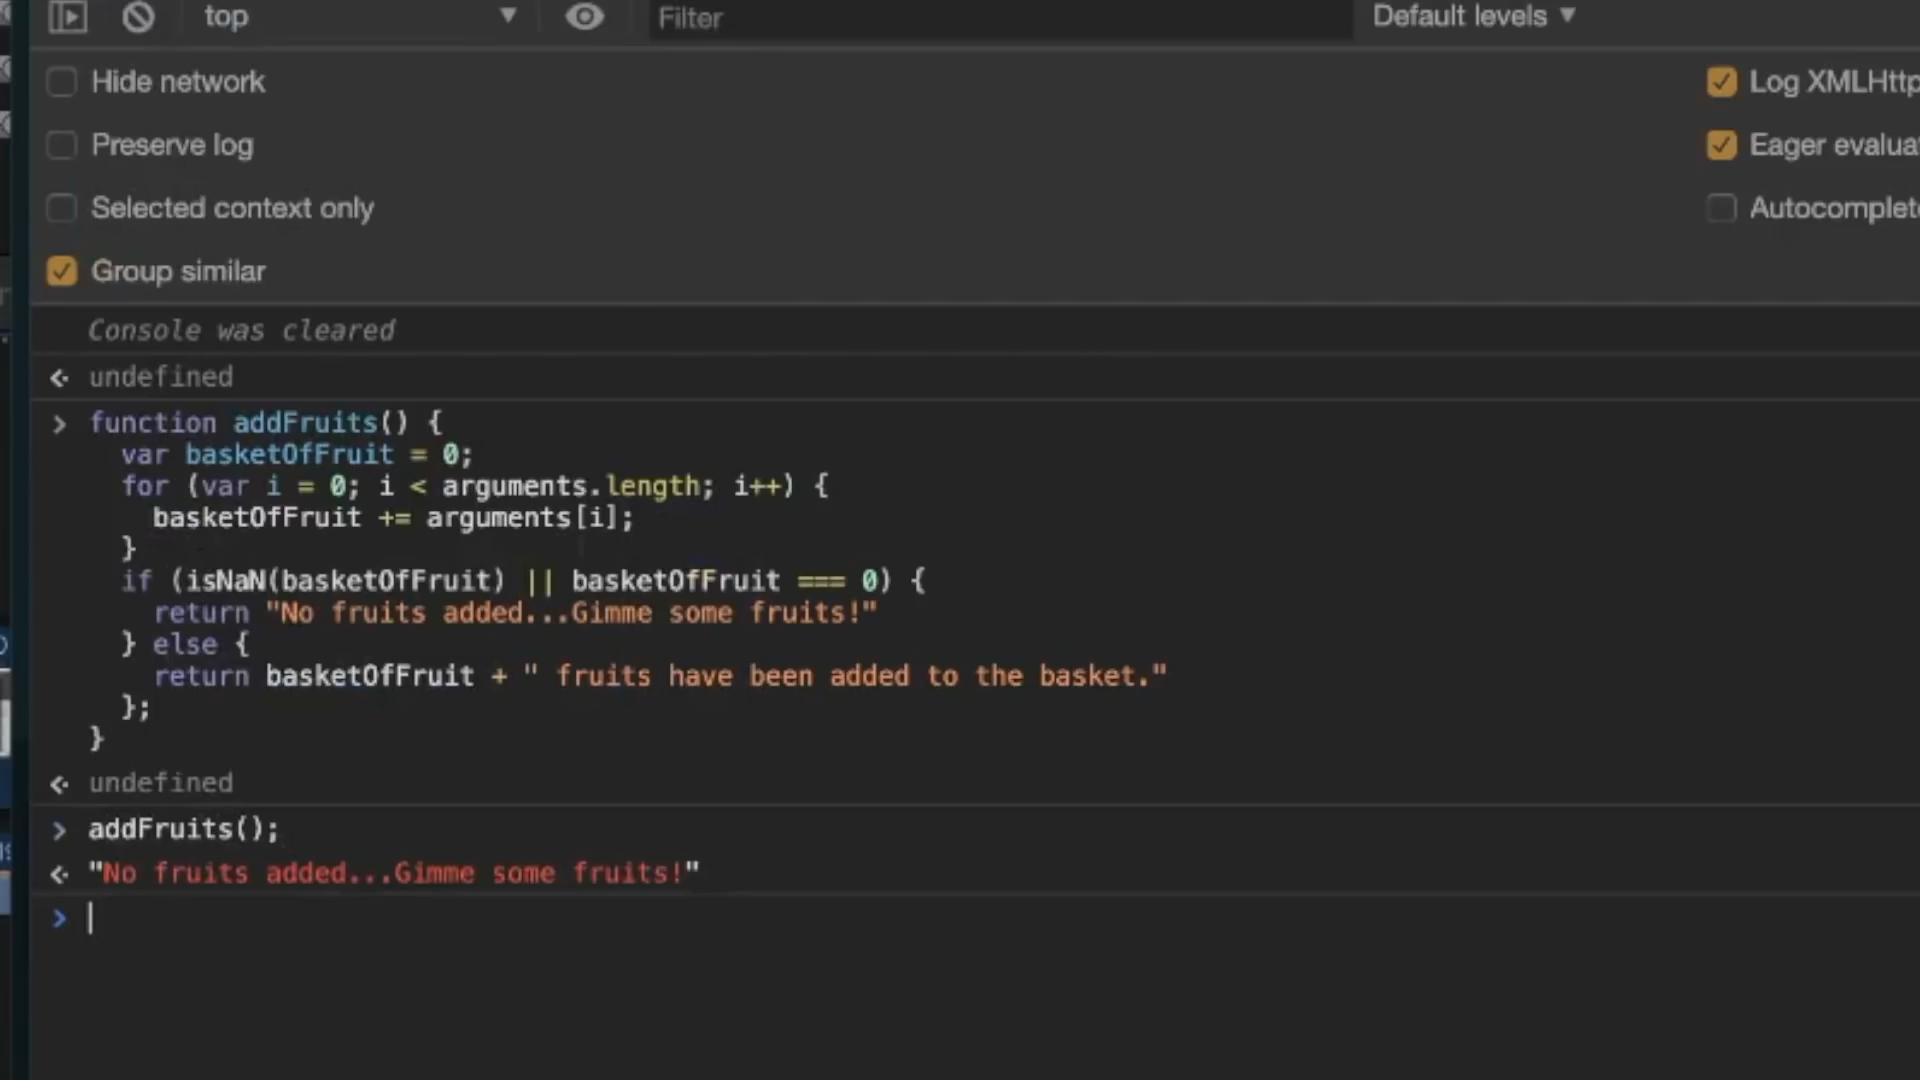 top
Filter
Default levels
Hide network
Log XMLHttp
Preserve log
Eager evalua
Selected context only
Autocomplete
Group similar
Console was cleared
undefined
function addFruits() {
  var basketOfFruit = 0;
  for (var i = 0; i < arguments.length; i++) {
    basketOfFruit += arguments[i];
  }
  if (isNaN(basketOfFruit) || basketOfFruit === 0) {
    return "No fruits added...Gimme some fruits!"
  } else {
    return basketOfFruit + " fruits have been added to the basket."
  };
}
undefined
addFruits();
"No fruits added...Gimme some fruits!"